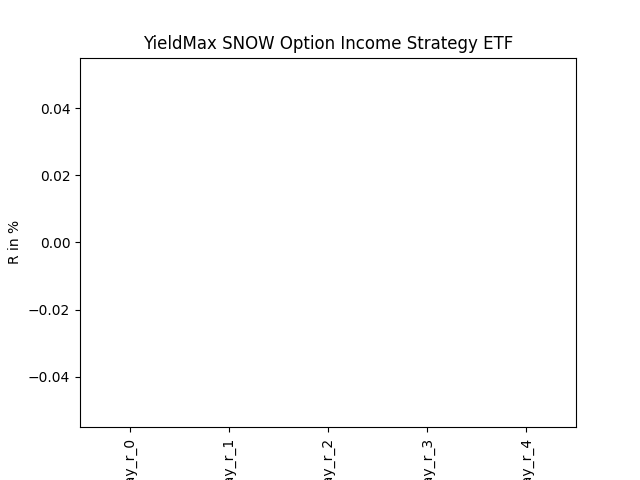 YieldMax SNOW Option Income Strategy ETF
0.04
0.02
0.00
−0.02
−0.04
R in %
ay_r_0
ay_r_1
ay_r_2
ay_r_3
ay_r_4